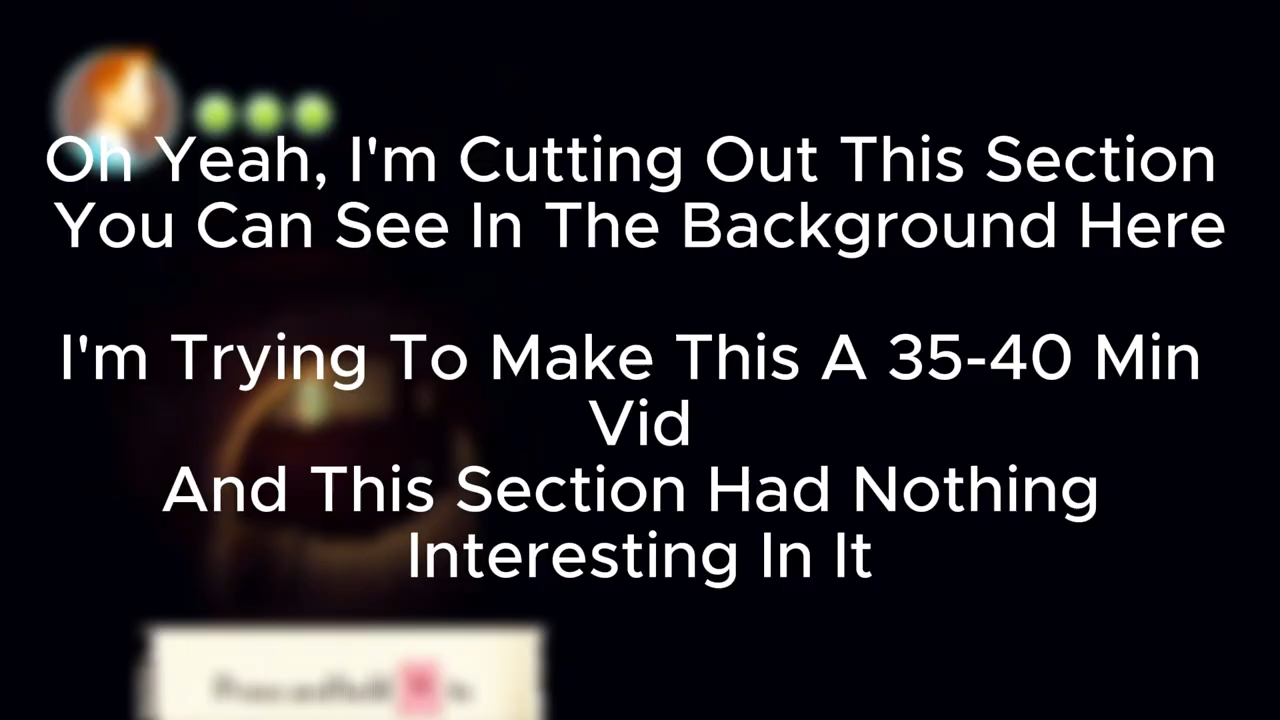 Oh Yeah, I'm Cutting Out This Section
You Can See In The Background Here
I'm Trying To Make This A 35-40 Min
Vid
And This Section Had Nothing
Interesting In It